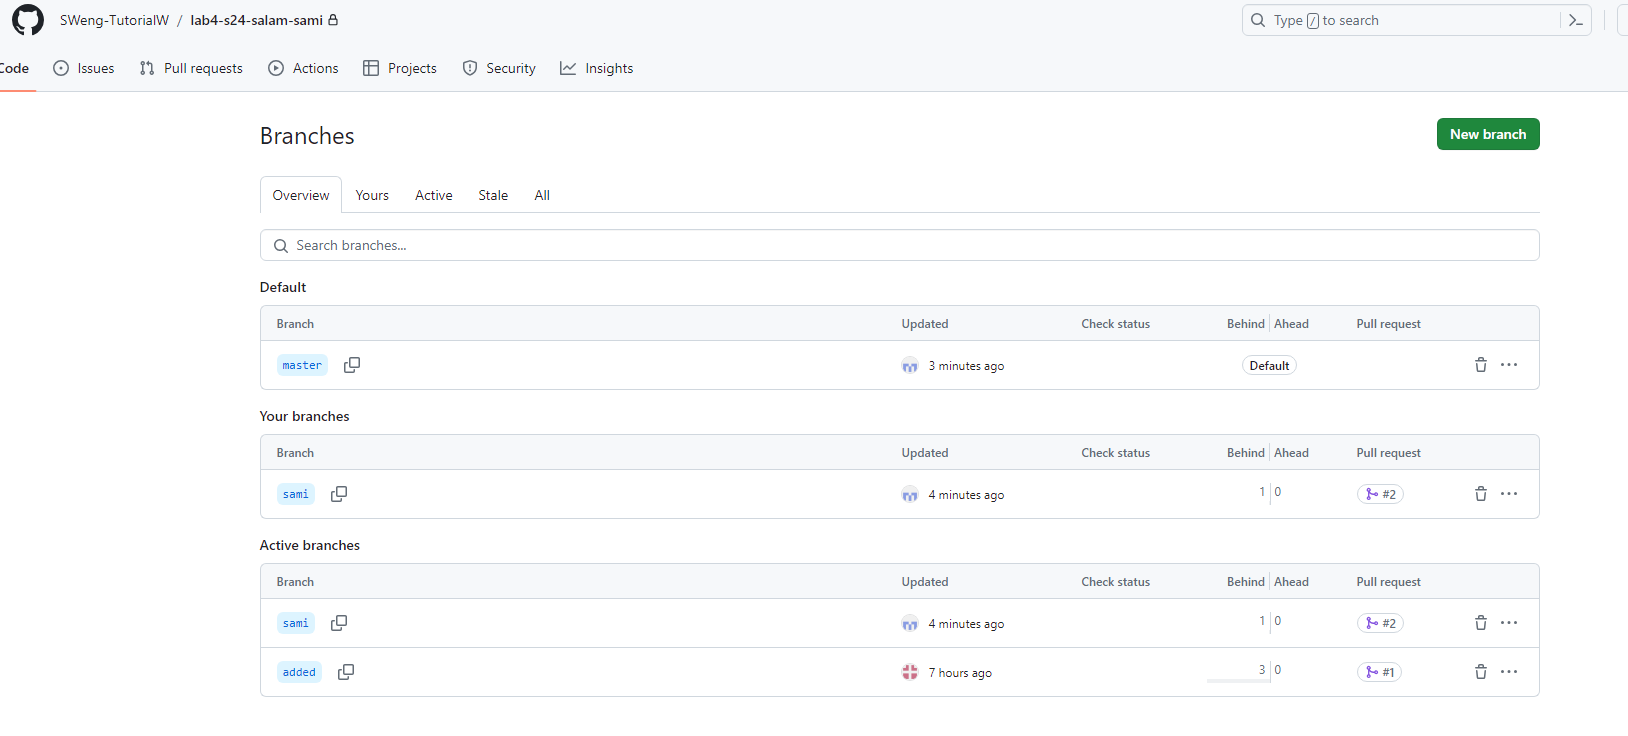 SWeng-TutorialW / lab4-s24-salam-sami
Type / to search
Code Issues Pull requests Actions Projects Security Insights
Branches
New branch
Overview Yours Active Stale All
Search branches...
Default
Branch Updated Check status Behind Ahead Pull request
master 3 minutes ago Default
Your branches
Branch Updated Check status Behind Ahead Pull request
sami 4 minutes ago 1 0 #2
Active branches
Branch Updated Check status Behind Ahead Pull request
sami 4 minutes ago 1 0 #2
added 7 hours ago 3 0 #1